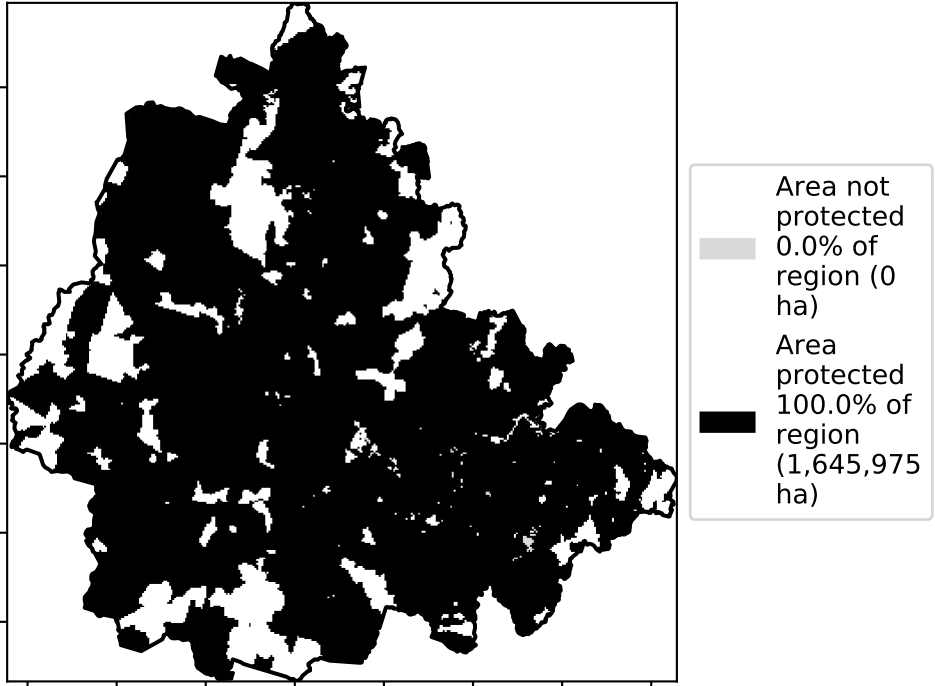 Area not
protected
0.0% of
region (0
ha)
Area
protected
100.0% of
region
(1,645,975
ha)